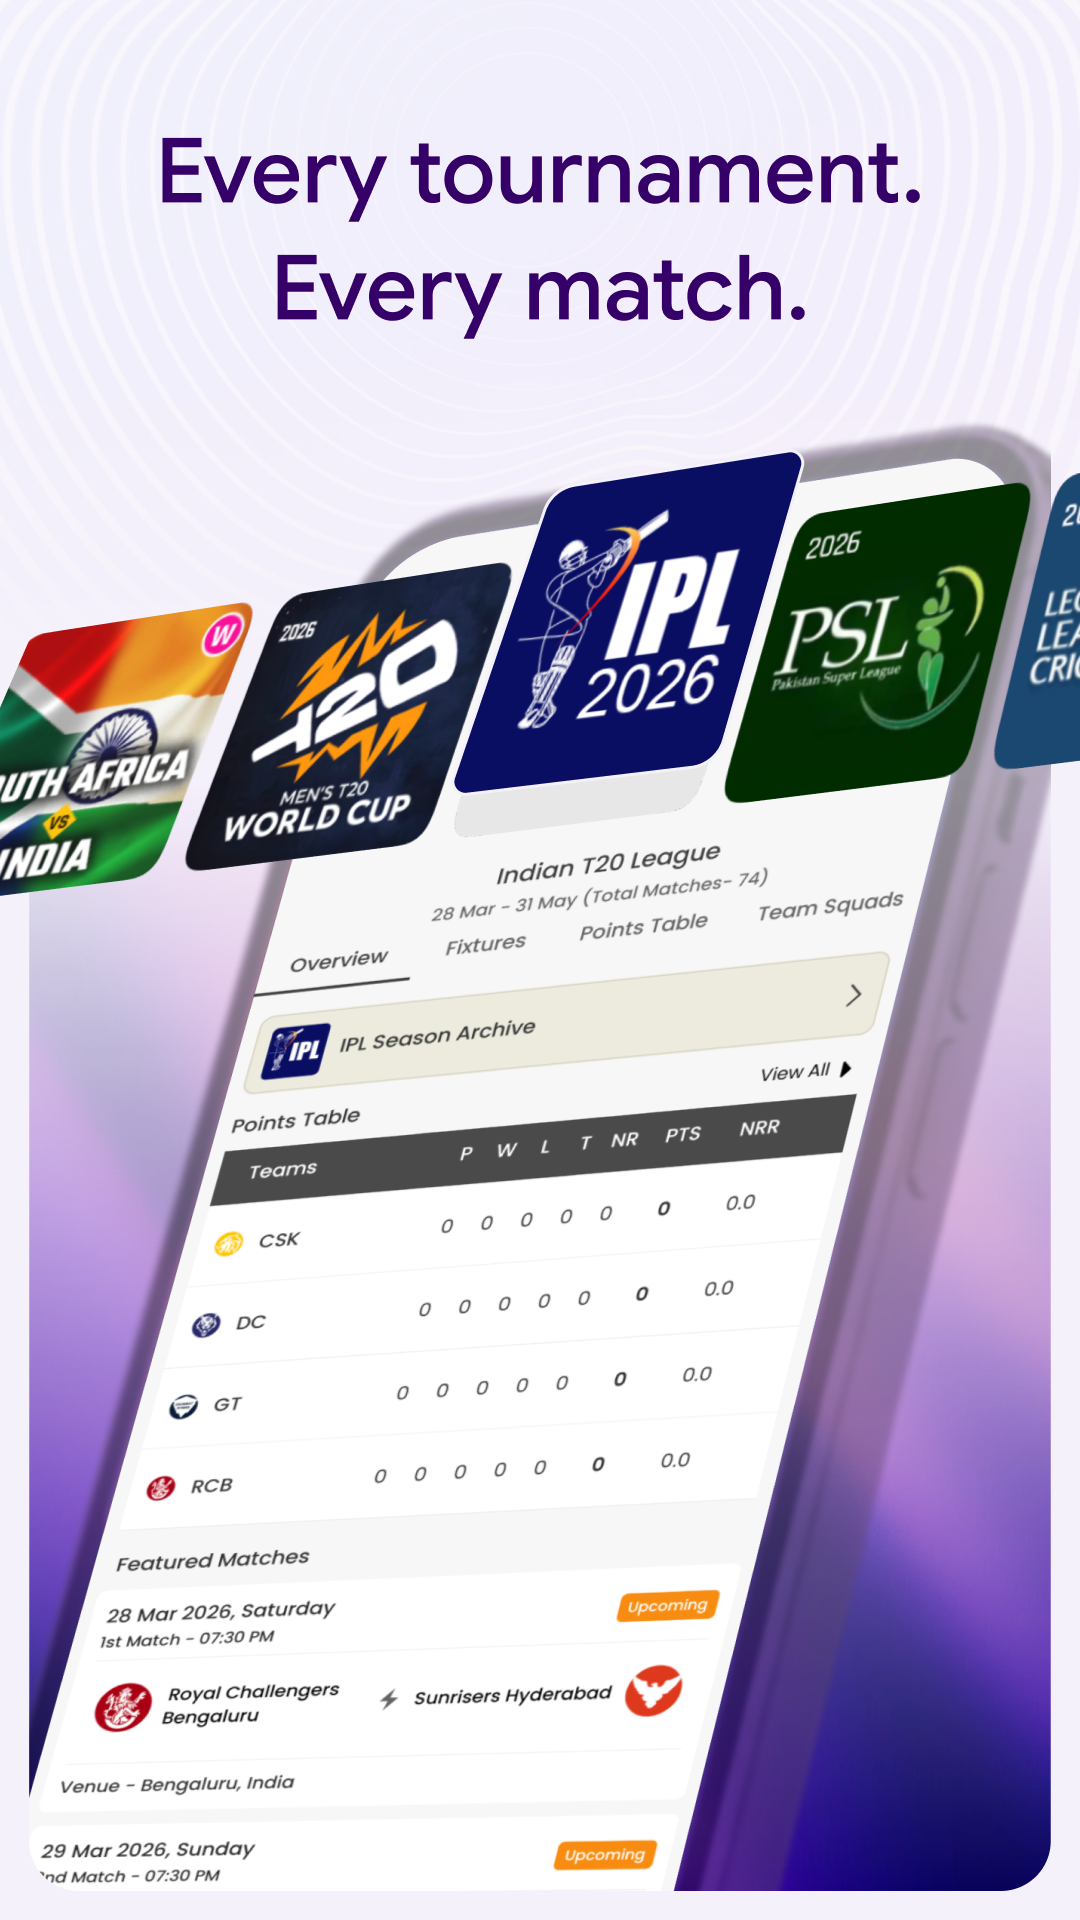 Every tournament.
Every match.
W
SOUTH AFRICA
VS
INDIA
2026
T20
MEN'S T20
WORLD CUP
IPL
2026
2026
PSL
Pakistan Super League
Indian T20 League
28 Mar - 31 May (Total Matches- 74)
Overview Fixtures Points Table Team Squads
IPL
IPL Season Archive
View All
Points Table
Teams P W L T NR PTS NRR
CSK 0 0 0 0 0 0 0.0
DC 0 0 0 0 0 0 0.0
GT 0 0 0 0 0 0 0.0
RCB 0 0 0 0 0 0 0.0
Featured Matches
28 Mar 2026, Saturday
Upcoming
1st Match - 07:30 PM
Royal Challengers
Bengaluru
Sunrisers Hyderabad
Venue - Bengaluru, India
29 Mar 2026, Sunday
Upcoming
2nd Match - 07:30 PM